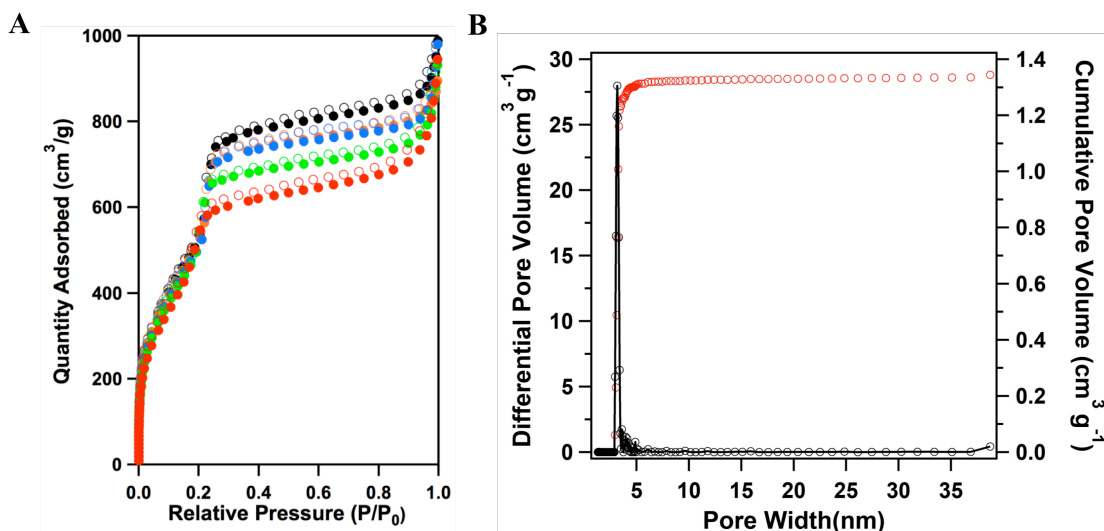 A
Quantity Adsorbed (cm³/g)
1000
800
600
400
200
0
0.0 0.2 0.4 0.6 0.8 1.0
Relative Pressure (P/P₀)
B
Differential Pore Volume (cm³ g⁻¹)
30
25
20
15
10
5
0
5 10 15 20 25 30 35
Pore Width(nm)
1.4
1.2
1.0
0.8
0.6
0.4
0.2
0.0
Cumulative Pore Volume (cm³ g⁻¹)